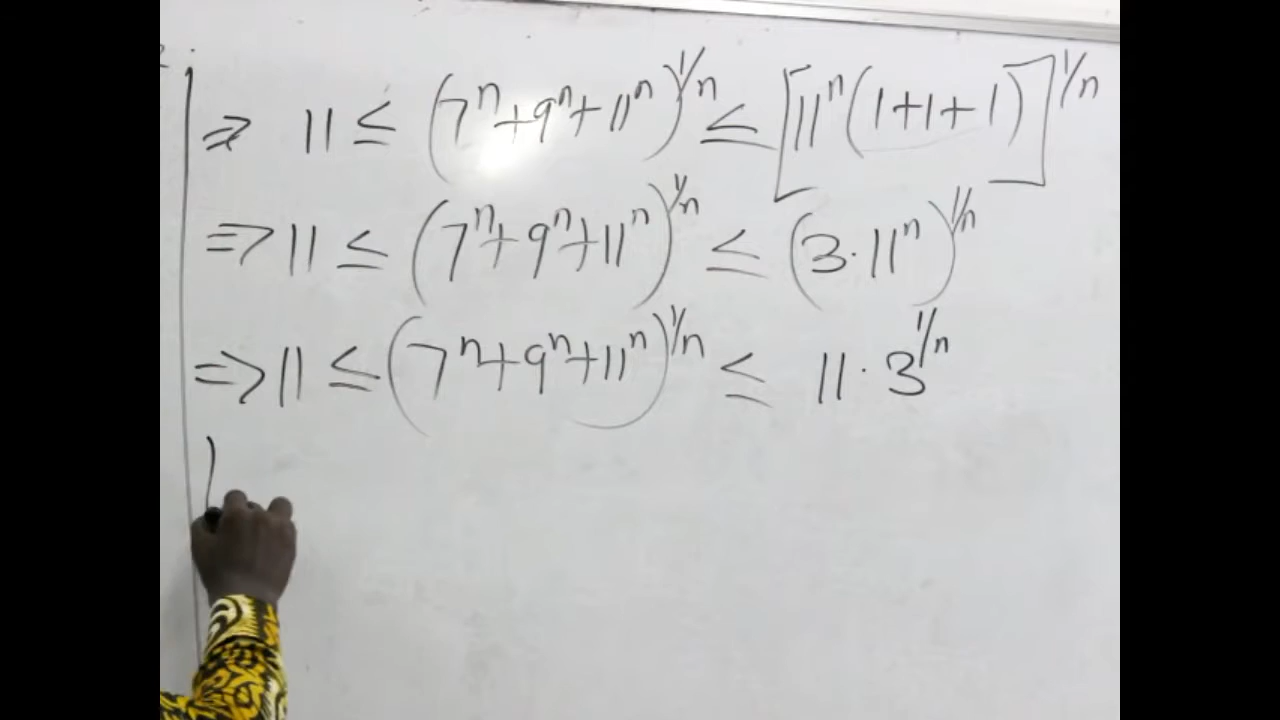 ⇒ 11 ≤ (7ⁿ + 9ⁿ + 11ⁿ)^{1/n} ≤ [11ⁿ(1+1+1)]^{1/n}
⇒ 11 ≤ (7ⁿ + 9ⁿ + 11ⁿ)^{1/n} ≤ (3·11ⁿ)^{1/n}
⇒ 11 ≤ (7ⁿ + 9ⁿ + 11ⁿ)^{1/n} ≤ 11·3^{1/n}